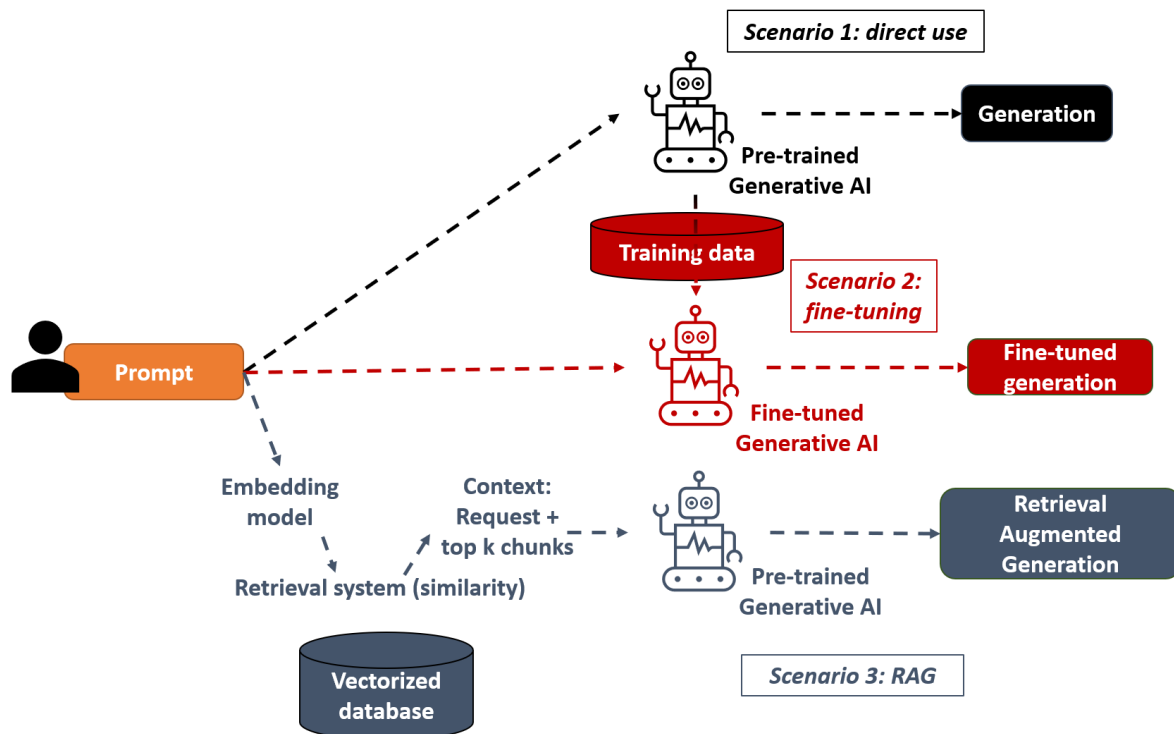 Scenario 1: direct use
Generation
Pre-trained
Generative AI
Training data
Scenario 2:
fine-tuning
Prompt
Fine-tuned
generation
Fine-tuned
Generative AI
Embedding
model
Context:
Request +
top k chunks
Retrieval system (similarity)
Pre-trained
Generative AI
Retrieval
Augmented
Generation
Vectorized
database
Scenario 3: RAG